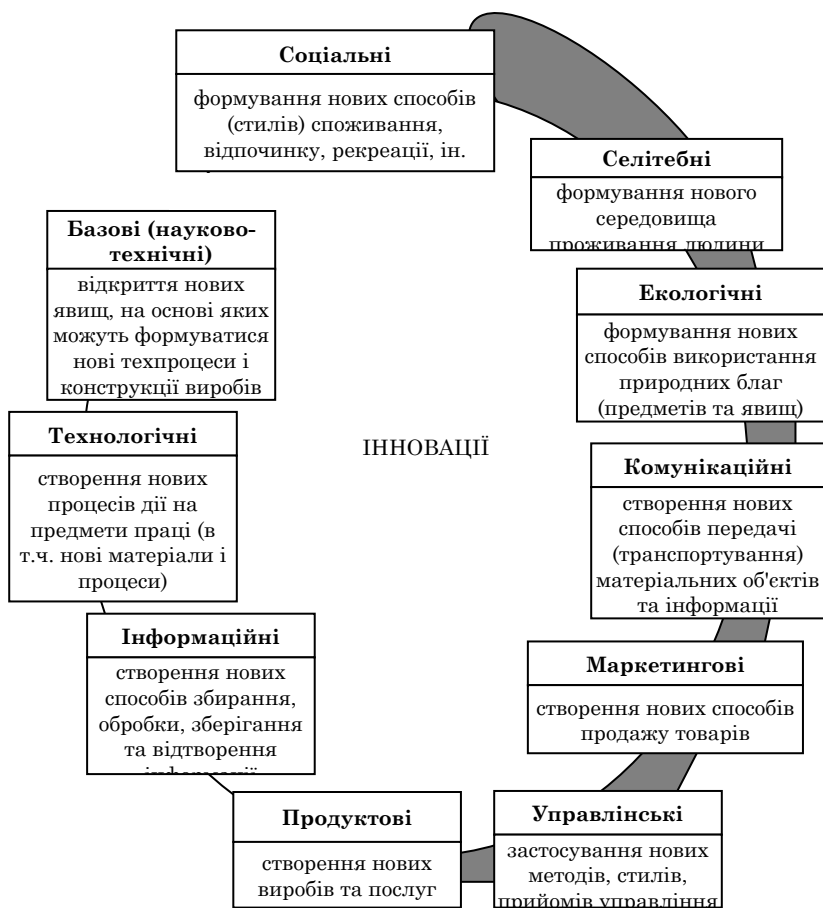 Соціальні
формування нових способів
(стилів) споживання,
відпочинку, рекреації, ін.
Селітебні
формування нового
середовища
проживання людини
Базові (науково-
технічні)
відкриття нових
явищ, на основі яких
можуть формуватися
нові техпроцеси і
конструкції виробів
Екологічні
формування нових
способів використання
природних благ
(предметів та явищ)
Технологічні
створення нових
процесів дії на
предмети праці (в
т.ч. нові матеріали і
процеси)
ІННОВАЦІЇ
Комунікаційні
створення нових
способів передачі
(транспортування)
матеріальних об'єктів
та інформації
Інформаційні
створення нових
способів збирання,
обробки, зберігання
та відтворення
Маркетингові
створення нових способів
продажу товарів
Продуктові
створення нових
виробів та послуг
Управлінські
застосування нових
методів, стилів,
прийомів управління